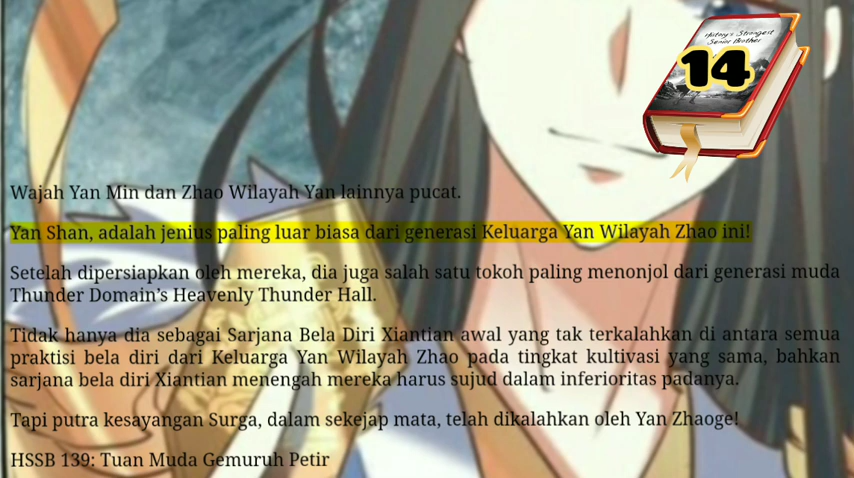 History's Strongest
Senior Brother
14
Wajah Yan Min dan Zhao Wilayah Yan lainnya pucat.
Yan Shan, adalah jenius paling luar biasa dari generasi Keluarga Yan Wilayah Zhao ini!
Setelah dipersiapkan oleh mereka, dia juga salah satu tokoh paling menonjol dari generasi muda
Thunder Domain’s Heavenly Thunder Hall.
Tidak hanya dia sebagai Sarjana Bela Diri Xiantian awal yang tak terkalahkan di antara semua
praktisi bela diri dari Keluarga Yan Wilayah Zhao pada tingkat kultivasi yang sama, bahkan
sarjana bela diri Xiantian menengah mereka harus sujud dalam inferioritas padanya.
Tapi putra kesayangan Surga, dalam sekejap mata, telah dikalahkan oleh Yan Zhaoge!
HSSB 139: Tuan Muda Gemuruh Petir